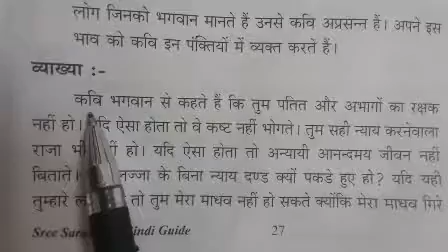 लोग जिनको भगवान मानते हैं उनसे कवि अप्रसन्न हैं। अपने इस
भाव को कवि इन पंक्तियों में व्यक्त करते हैं।
व्याख्या :-
कवि भगवान से कहते हैं कि तुम पतित और अभागों का रक्षक
नहीं हो। यदि ऐसा होता तो वे कष्ट नहीं भोगते। तुम सही न्याय करनेवाला
राजा हो। यदि ऐसा होता तो अन्यायी आनन्दमय जीवन नहीं
बिताते। के बिना न्याय दण्ड क्यों पकडे हुए हो? यदि यही
तुम्हारे तो तुम मेरा माधव नहीं हो सकते क्योंकि मेरा माधव गिरे
Sree Guide 27